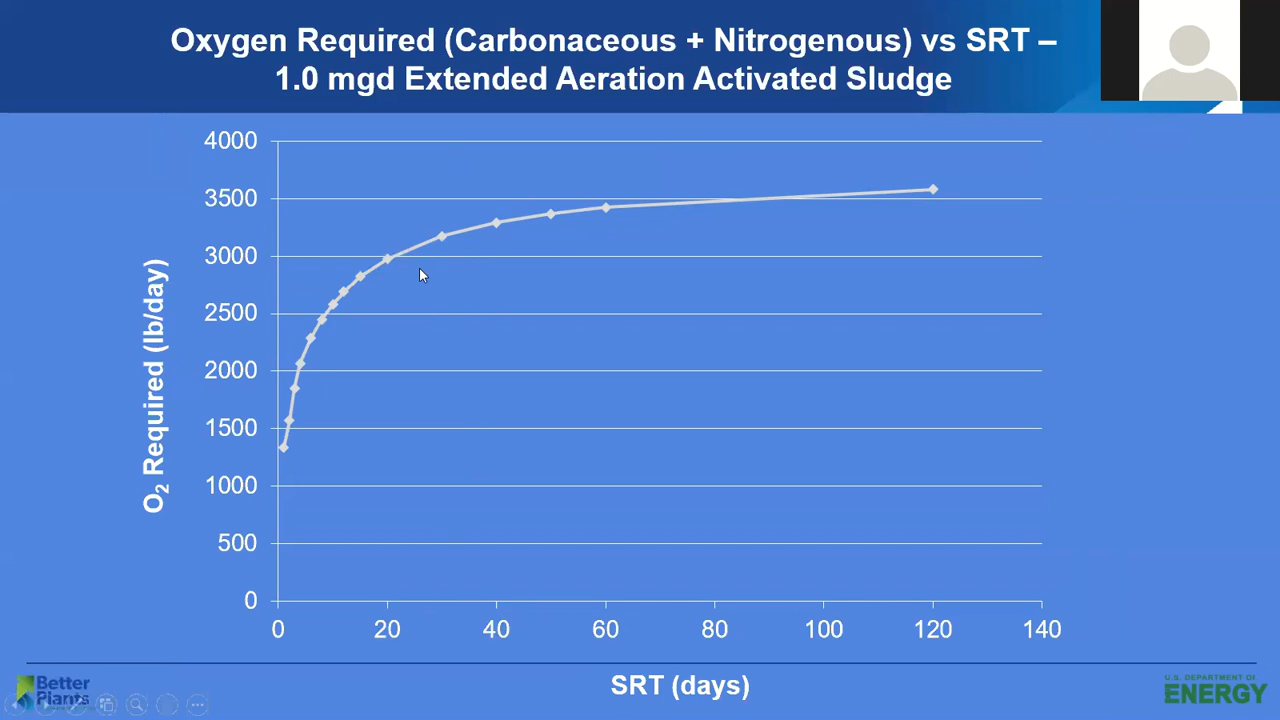 Oxygen Required (Carbonaceous + Nitrogenous) vs SRT –
1.0 mgd Extended Aeration Activated Sludge
4000
3500
3000
2500
2000
1500
1000
500
0
O₂ Required (lb/day)
0 20 40 60 80 100 120 140
SRT (days)
Better
Plants
U.S. DEPARTMENT OF
ENERGY